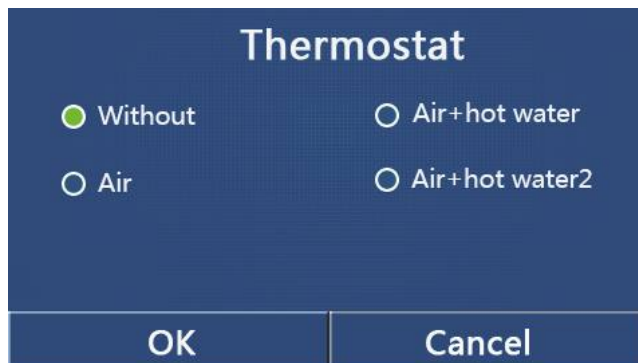 Thermostat
Without
Air+hot water
Air
Air+hot water2
OK
Cancel